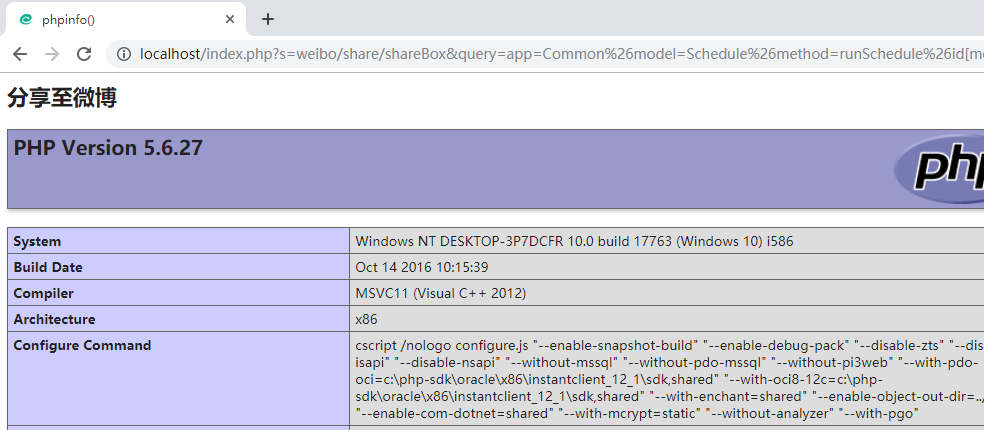 phpinfo()
localhost/index.php?s=weibo/share/shareBox&query=app=Common%26model=Schedule%26method=runSchedule%26id[mo
分享至微博
PHP Version 5.6.27
php
System Windows NT DESKTOP-3P7DCFR 10.0 build 17763 (Windows 10) i586
Build Date Oct 14 2016 10:15:39
Compiler MSVC11 (Visual C++ 2012)
Architecture x86
Configure Command cscript /nologo configure.js "--enable-snapshot-build" "--enable-debug-pack" "--disable-zts" "--dis
isapi" "--disable-nsapi" "--without-mssql" "--without-pdo-mssql" "--without-pi3web" "--with-pdo-
oci=c:\php-sdk\oracle\x86\instantclient_12_1\sdk,shared" "--with-oci8-12c=c:\php-
sdk\oracle\x86\instantclient_12_1\sdk,shared" "--with-enchant=shared" "--enable-object-out-dir=../
"--enable-com-dotnet=shared" "--with-mcrypt=static" "--without-analyzer" "--with-pgo"